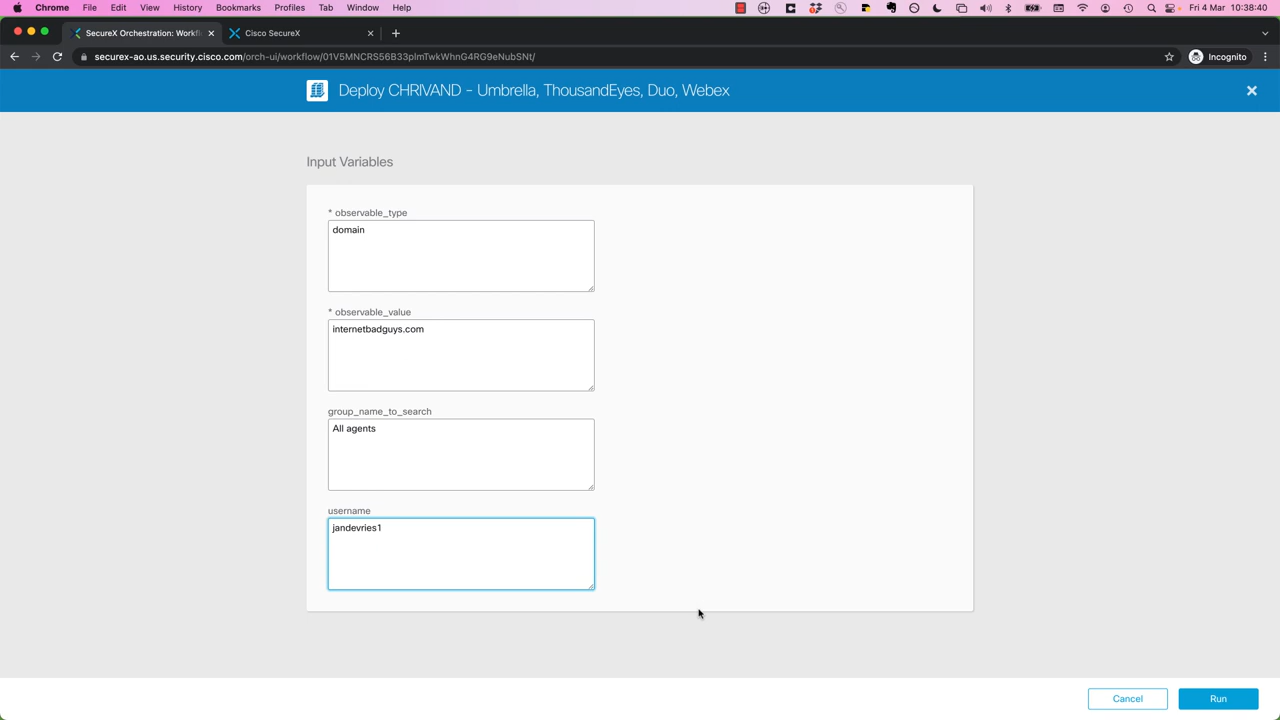 Chrome File Edit View History Bookmarks Profiles Tab Window Help Fri 4 Mar 10:38:40
SecureX Orchestration: Workfl Cisco SecureX
securex-ao.us.security.cisco.com/orch-ui/workflow/01V5MNCRS56B33pImTwkWhnG4RG9eNubSNt/ Incognito
Deploy CHRIVAND - Umbrella, ThousandEyes, Duo, Webex
Input Variables
* observable_type
domain
* observable_value
internetbadguys.com
group_name_to_search
All agents
username
jandevries1
Cancel Run